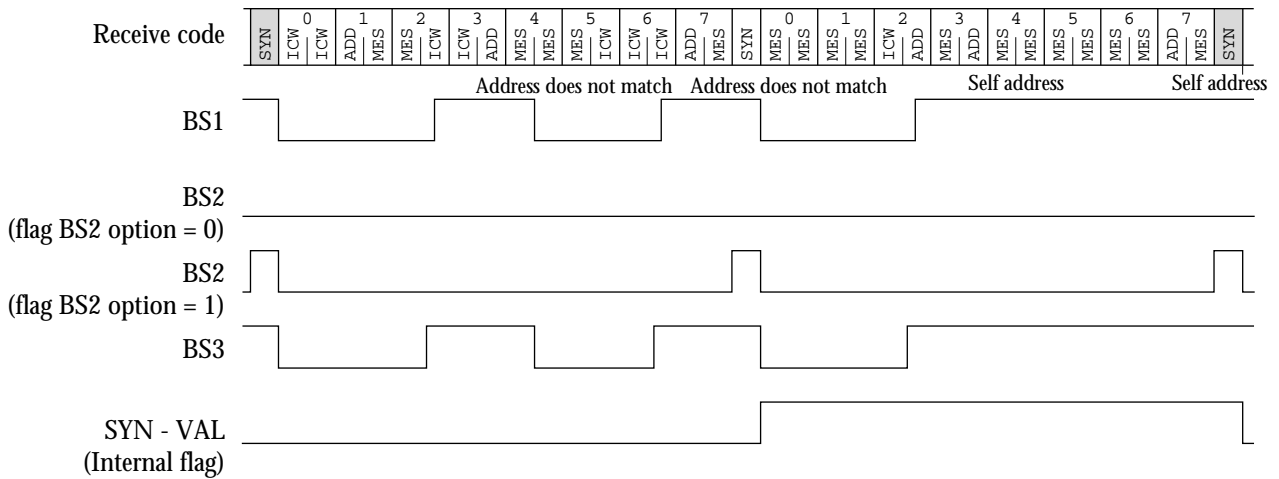 Receive code
SYN
0 1 2 3 4 5 6 7
ICW ICW ADD MES MES ICW ICW ADD MES MES MES ICW ICW ICW ADD MES
SYN
0 1 2 3 4 5 6 7
MES MES MES MES ICW ADD MES ADD MES MES MES MES MES MES ADD MES
SYN
Address does not match Address does not match Self address Self address
BS1
BS2
(flag BS2 option = 0)
BS2
(flag BS2 option = 1)
BS3
SYN - VAL
(Internal flag)